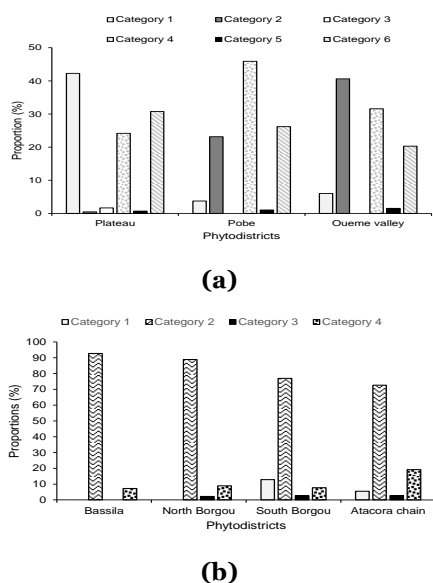 Category 1 Category 2 Category 3
Category 4 Category 5 Category 6
50
40
30
20
10
0
Proportion (%)
Plateau Pobe Oueme valley
Phytodistricts
(a)
Category 1 Category 2 Category 3 Category 4
100
90
80
70
60
50
40
30
20
10
0
Proportions (%)
Bassila North Borgou South Borgou Atacora chain
Phytodistricts
(b)